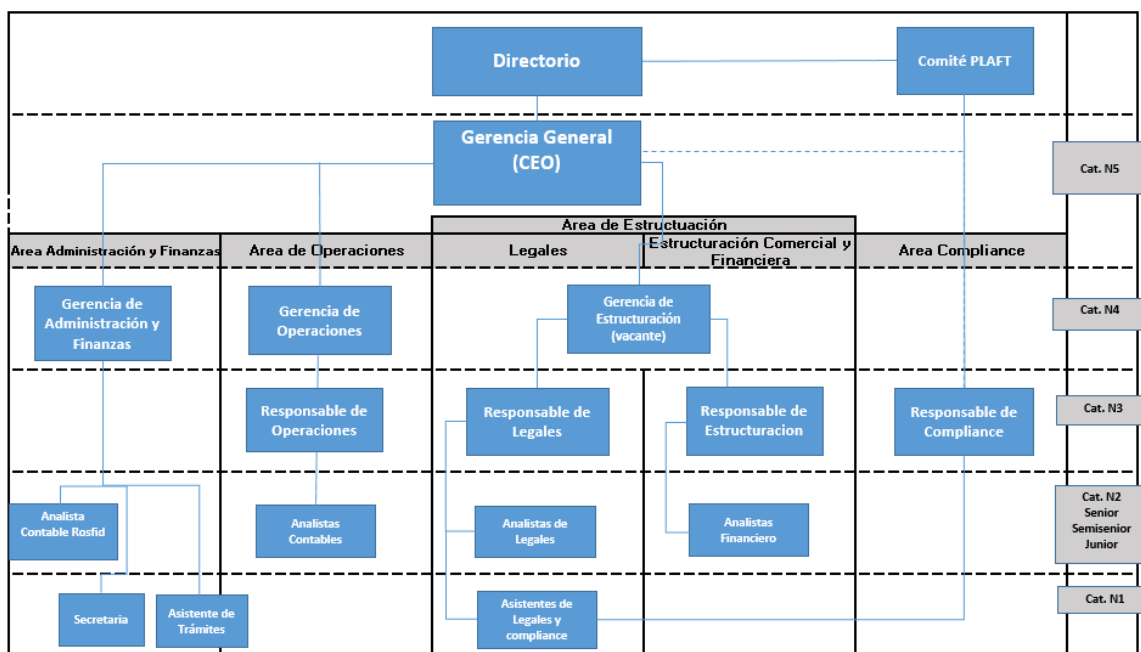 Directorio
Comité PLAFT
Gerencia General
(CEO)
Cat. N5
Area de Estructuación
Area Administración y Finanzas
Area de Operaciones
Legales
Estructuración Comercial y
Financiera
Area Compliance
Gerencia de
Administración y
Finanzas
Gerencia de
Operaciones
Gerencia de
Estructuración
(vacante)
Cat. N4
Responsable de
Operaciones
Responsable de
Legales
Responsable de
Estructuracion
Responsable de
Compliance
Cat. N3
Analista
Contable Rosfid
Analistas
Contables
Analistas de
Legales
Analistas
Financiero
Cat. N2
Senior
Semisenior
Junior
Secretaria
Asistente de
Trámites
Asistentes de
Legales y
compliance
Cat. N1